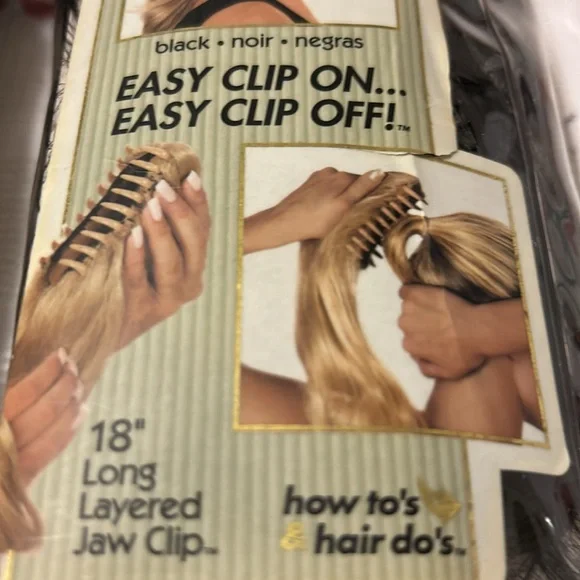 black • noir • negras
EASY CLIP ON...
EASY CLIP OFF!™
18"
Long
Layered
Jaw Clip™
how to's
& hair do's™